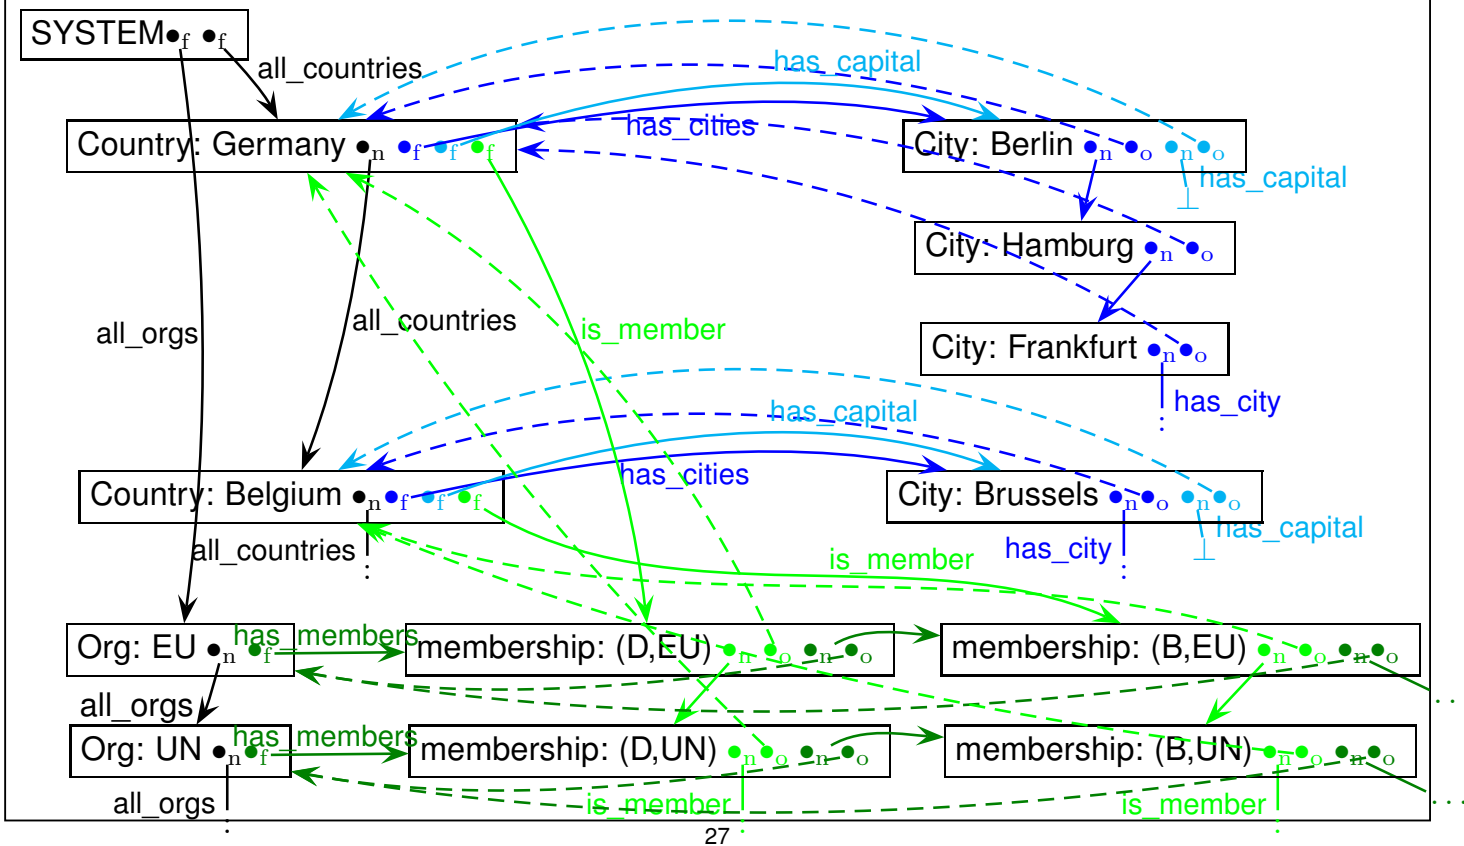 SYSTEM●f ●f
all_countries
has_capital
has_cities
Country: Germany ●n ●f ●f ●f
City: Berlin ●n ●o ●n ●o
has_capital
⊥
City: Hamburg ●n ●o
all_orgs
all_countries
is_member
City: Frankfurt ●n ●o
has_city
has_capital
has_cities
Country: Belgium ●n ●f ●f ●f
City: Brussels ●n ●o ●n ●o
has_capital
all_countries
has_city
⊥
is_member
has_members
Org: EU ●n ●f
membership: (D,EU) ●n ●o ●n ●o
membership: (B,EU) ●n ●o ●n ●o
all_orgs
has_members
Org: UN ●n ●f
membership: (D,UN) ●n ●o ●n ●o
membership: (B,UN) ●n ●o ●n ●o
all_orgs
is_member
is_member
27